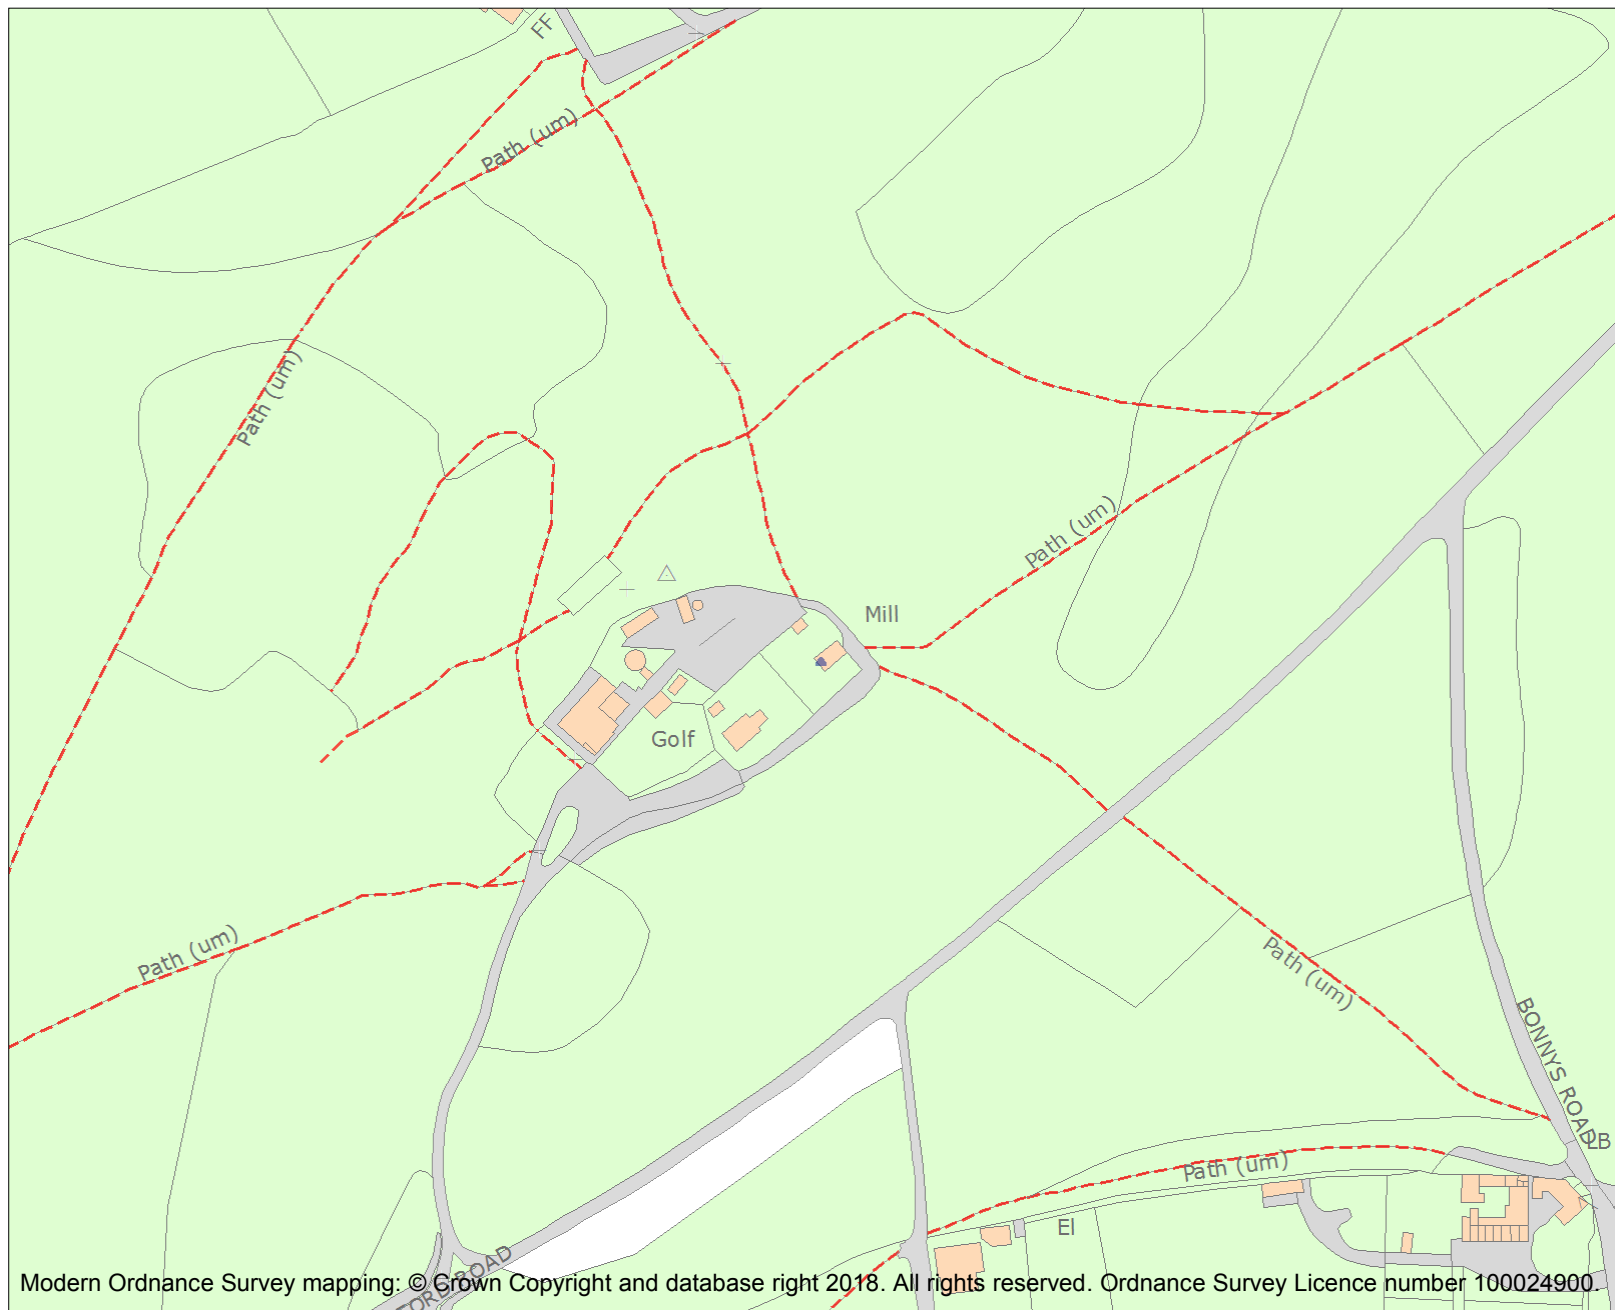 FF
Path (um)
Path (um)
Path (um)
Mill
Golf
Path (um)
Path (um)
BONNYS ROAD
LB
Path (um)
El
ROAD
Modern Ordnance Survey mapping: © Crown Copyright and database right 2018. All rights reserved. Ordnance Survey Licence number 100024900.